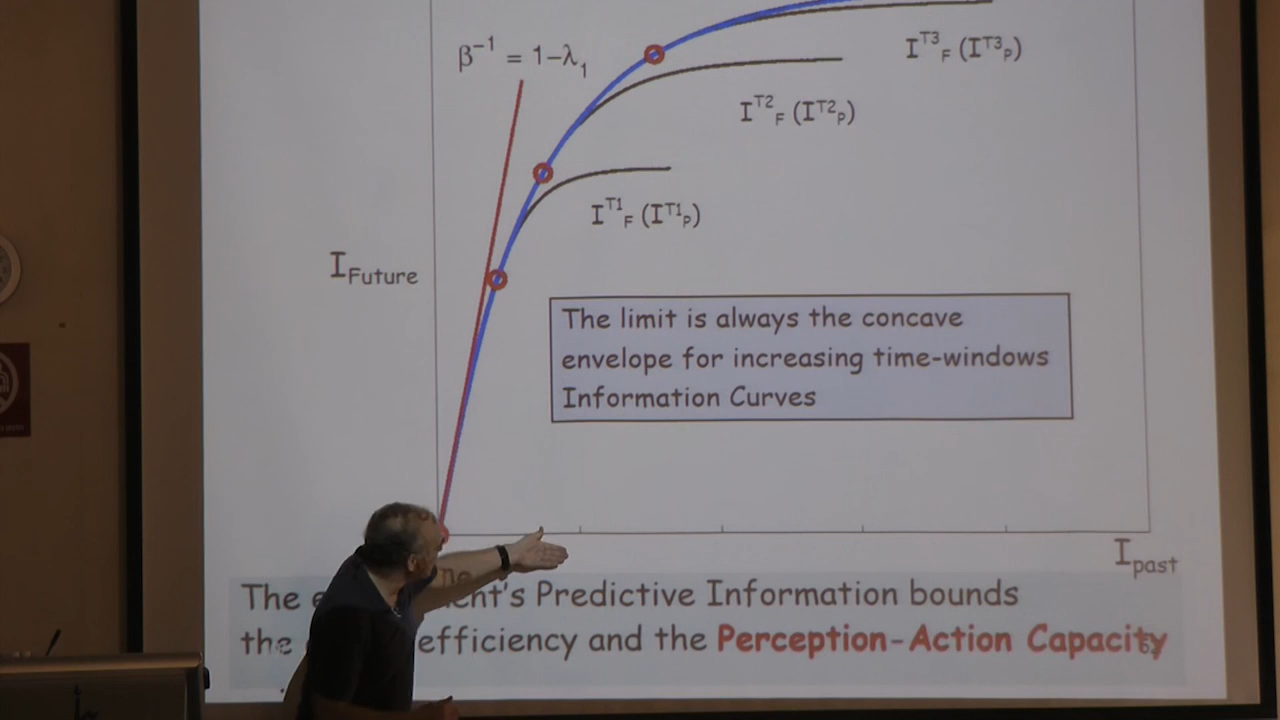 β⁻¹ = 1-λ₁
I^T3_F (I^T3_P)
I^T2_F (I^T2_P)
I^T1_F (I^T1_P)
I_Future
The limit is always the concave
envelope for increasing time-windows
Information Curves
I_past
The Predictive Information bounds
the efficiency and the Perception-Action Capacity